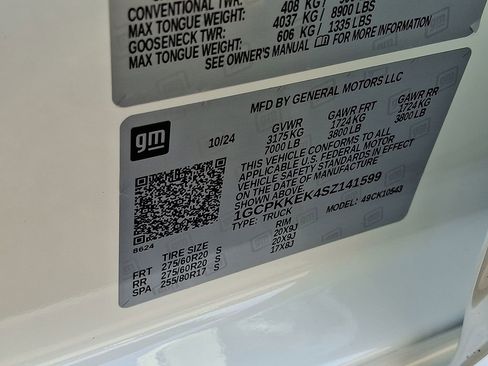 CONVENTIONAL TWR: 408 KG /
MAX TONGUE WEIGHT: 4037 KG / 8900 LBS
GOOSENECK TWR: 606 KG / 1335 LBS
MAX TONGUE WEIGHT:
SEE OWNER'S MANUAL FOR MORE INFORMATION
MFD BY GENERAL MOTORS LLC
gm
10/24
GVWR GAWR FRT GAWR RR
3175 KG 1724 KG 1724 KG
7000 LB 3800 LB 3800 LB
THIS VEHICLE CONFORMS TO ALL
APPLICABLE U.S. FEDERAL MOTOR
VEHICLE SAFETY STANDARDS IN EFFECT
ON THE DATE OF MANUFACTURE
SHOWN ABOVE.
1GCPKKEK4SZ141599
TYPE: TRUCK MODEL: 49CK10543
8624
TIRE SIZE RIM
FRT 275/60R20 S 20X9J
RR 275/60R20 S 20X9J
SPA 255/80R17 S 17X8J